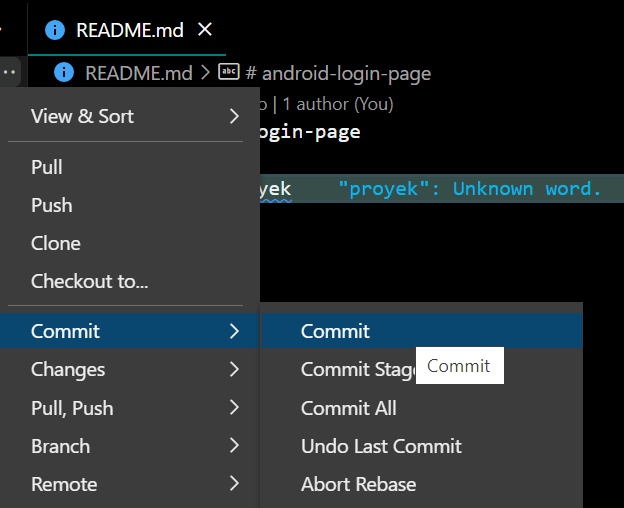 README.md
README.md > # android-login-page
| 1 author (You)
View & Sort
ogin-page
Pull
yek "proyek": Unknown word.
Push
Clone
Checkout to...
Commit
Commit
Changes
Commit Stag
Commit
Pull, Push
Commit All
Branch
Undo Last Commit
Remote
Abort Rebase